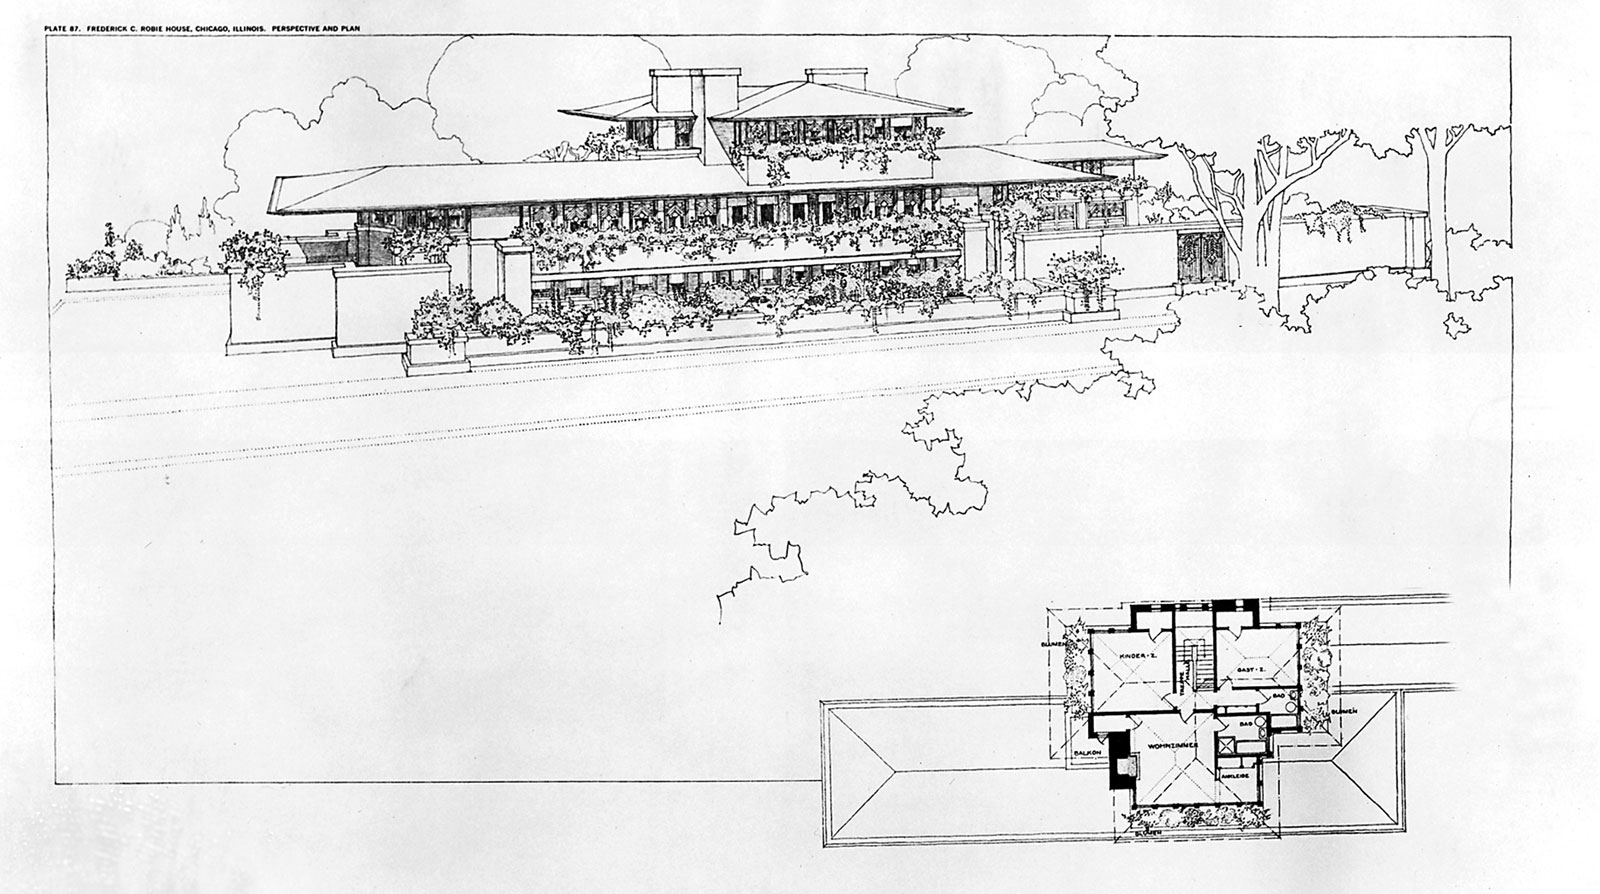 PLATE 87. FREDERICK C. ROBIE HOUSE, CHICAGO, ILLINOIS. PERSPECTIVE AND PLAN
BLUMEN
KINDER - Z.
TREPPE
HALLE
GAST - Z.
BAD
BLUMEN
BAD
BALKON
WOHNZIMMER
ANKLEIDE
BLUMEN